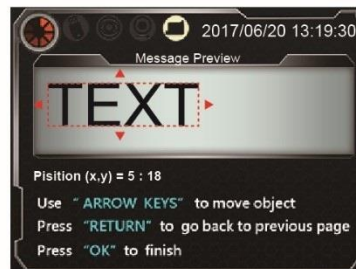 2017/06/20 13:19:30
Message Preview
TEXT
Pisition (x,y) = 5 : 18
Use “ ARROW KEYS” to move object
Press “RETURN” to go back to previous page
Press “OK” to finish